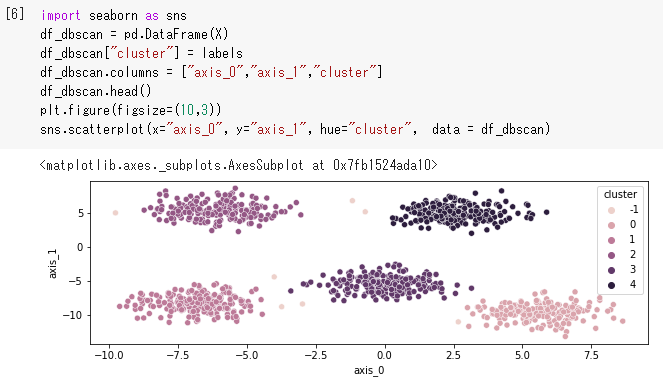 [6] import seaborn as sns
df_dbscan = pd.DataFrame(X)
df_dbscan["cluster"] = labels
df_dbscan.columns = ["axis_0","axis_1","cluster"]
df_dbscan.head()
plt.figure(figsize=(10,3))
sns.scatterplot(x="axis_0", y="axis_1", hue="cluster",  data = df_dbscan)
<matplotlib.axes._subplots.AxesSubplot at 0x7fb1524ada10>
cluster
-1
0
1
2
3
4
5
0
−5
−10
axis_1
−10.0 −7.5 −5.0 −2.5 0.0 2.5 5.0 7.5
axis_0